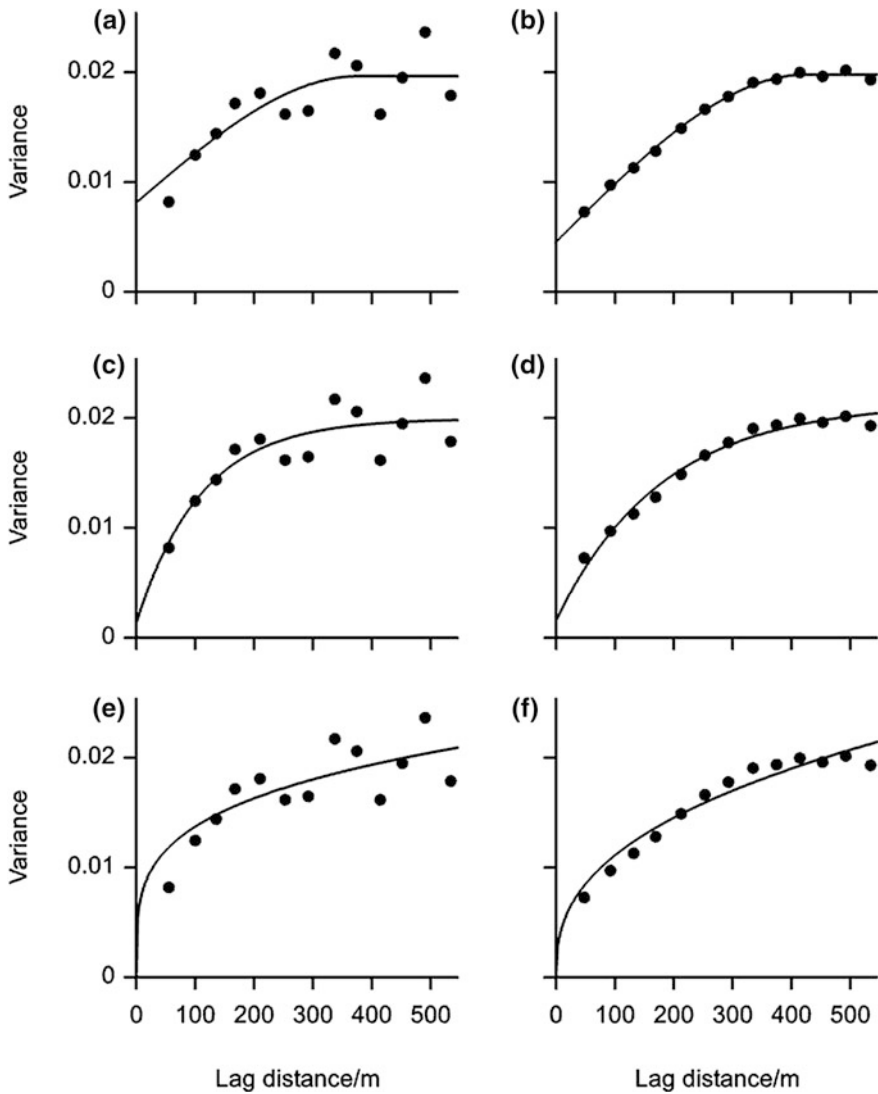 (a) (b)
0.02
Variance
0.01
0
(c) (d)
0.02
Variance
0.01
0
(e) (f)
0.02
Variance
0.01
0
0 100 200 300 400 500 0 100 200 300 400 500
Lag distance/m Lag distance/m